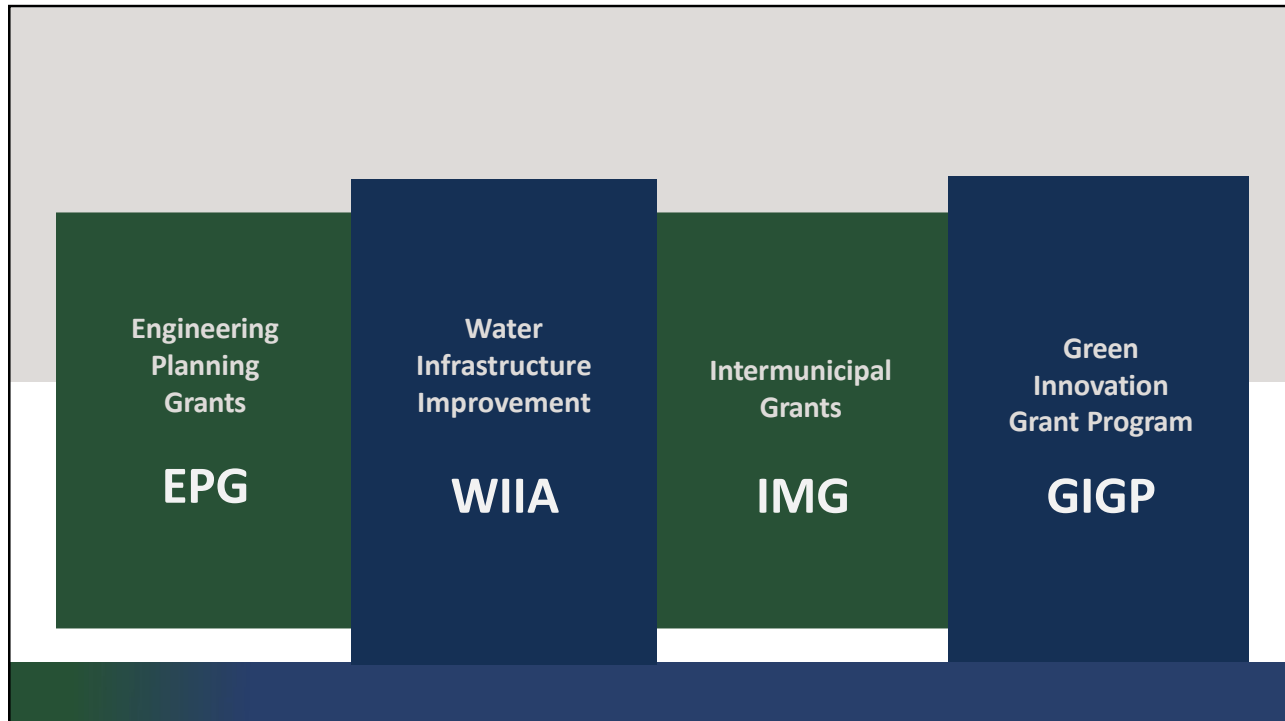 Engineering
Planning
Grants
EPG
Water
Infrastructure
Improvement
WIIA
Intermunicipal
Grants
IMG
Green
Innovation
Grant Program
GIGP